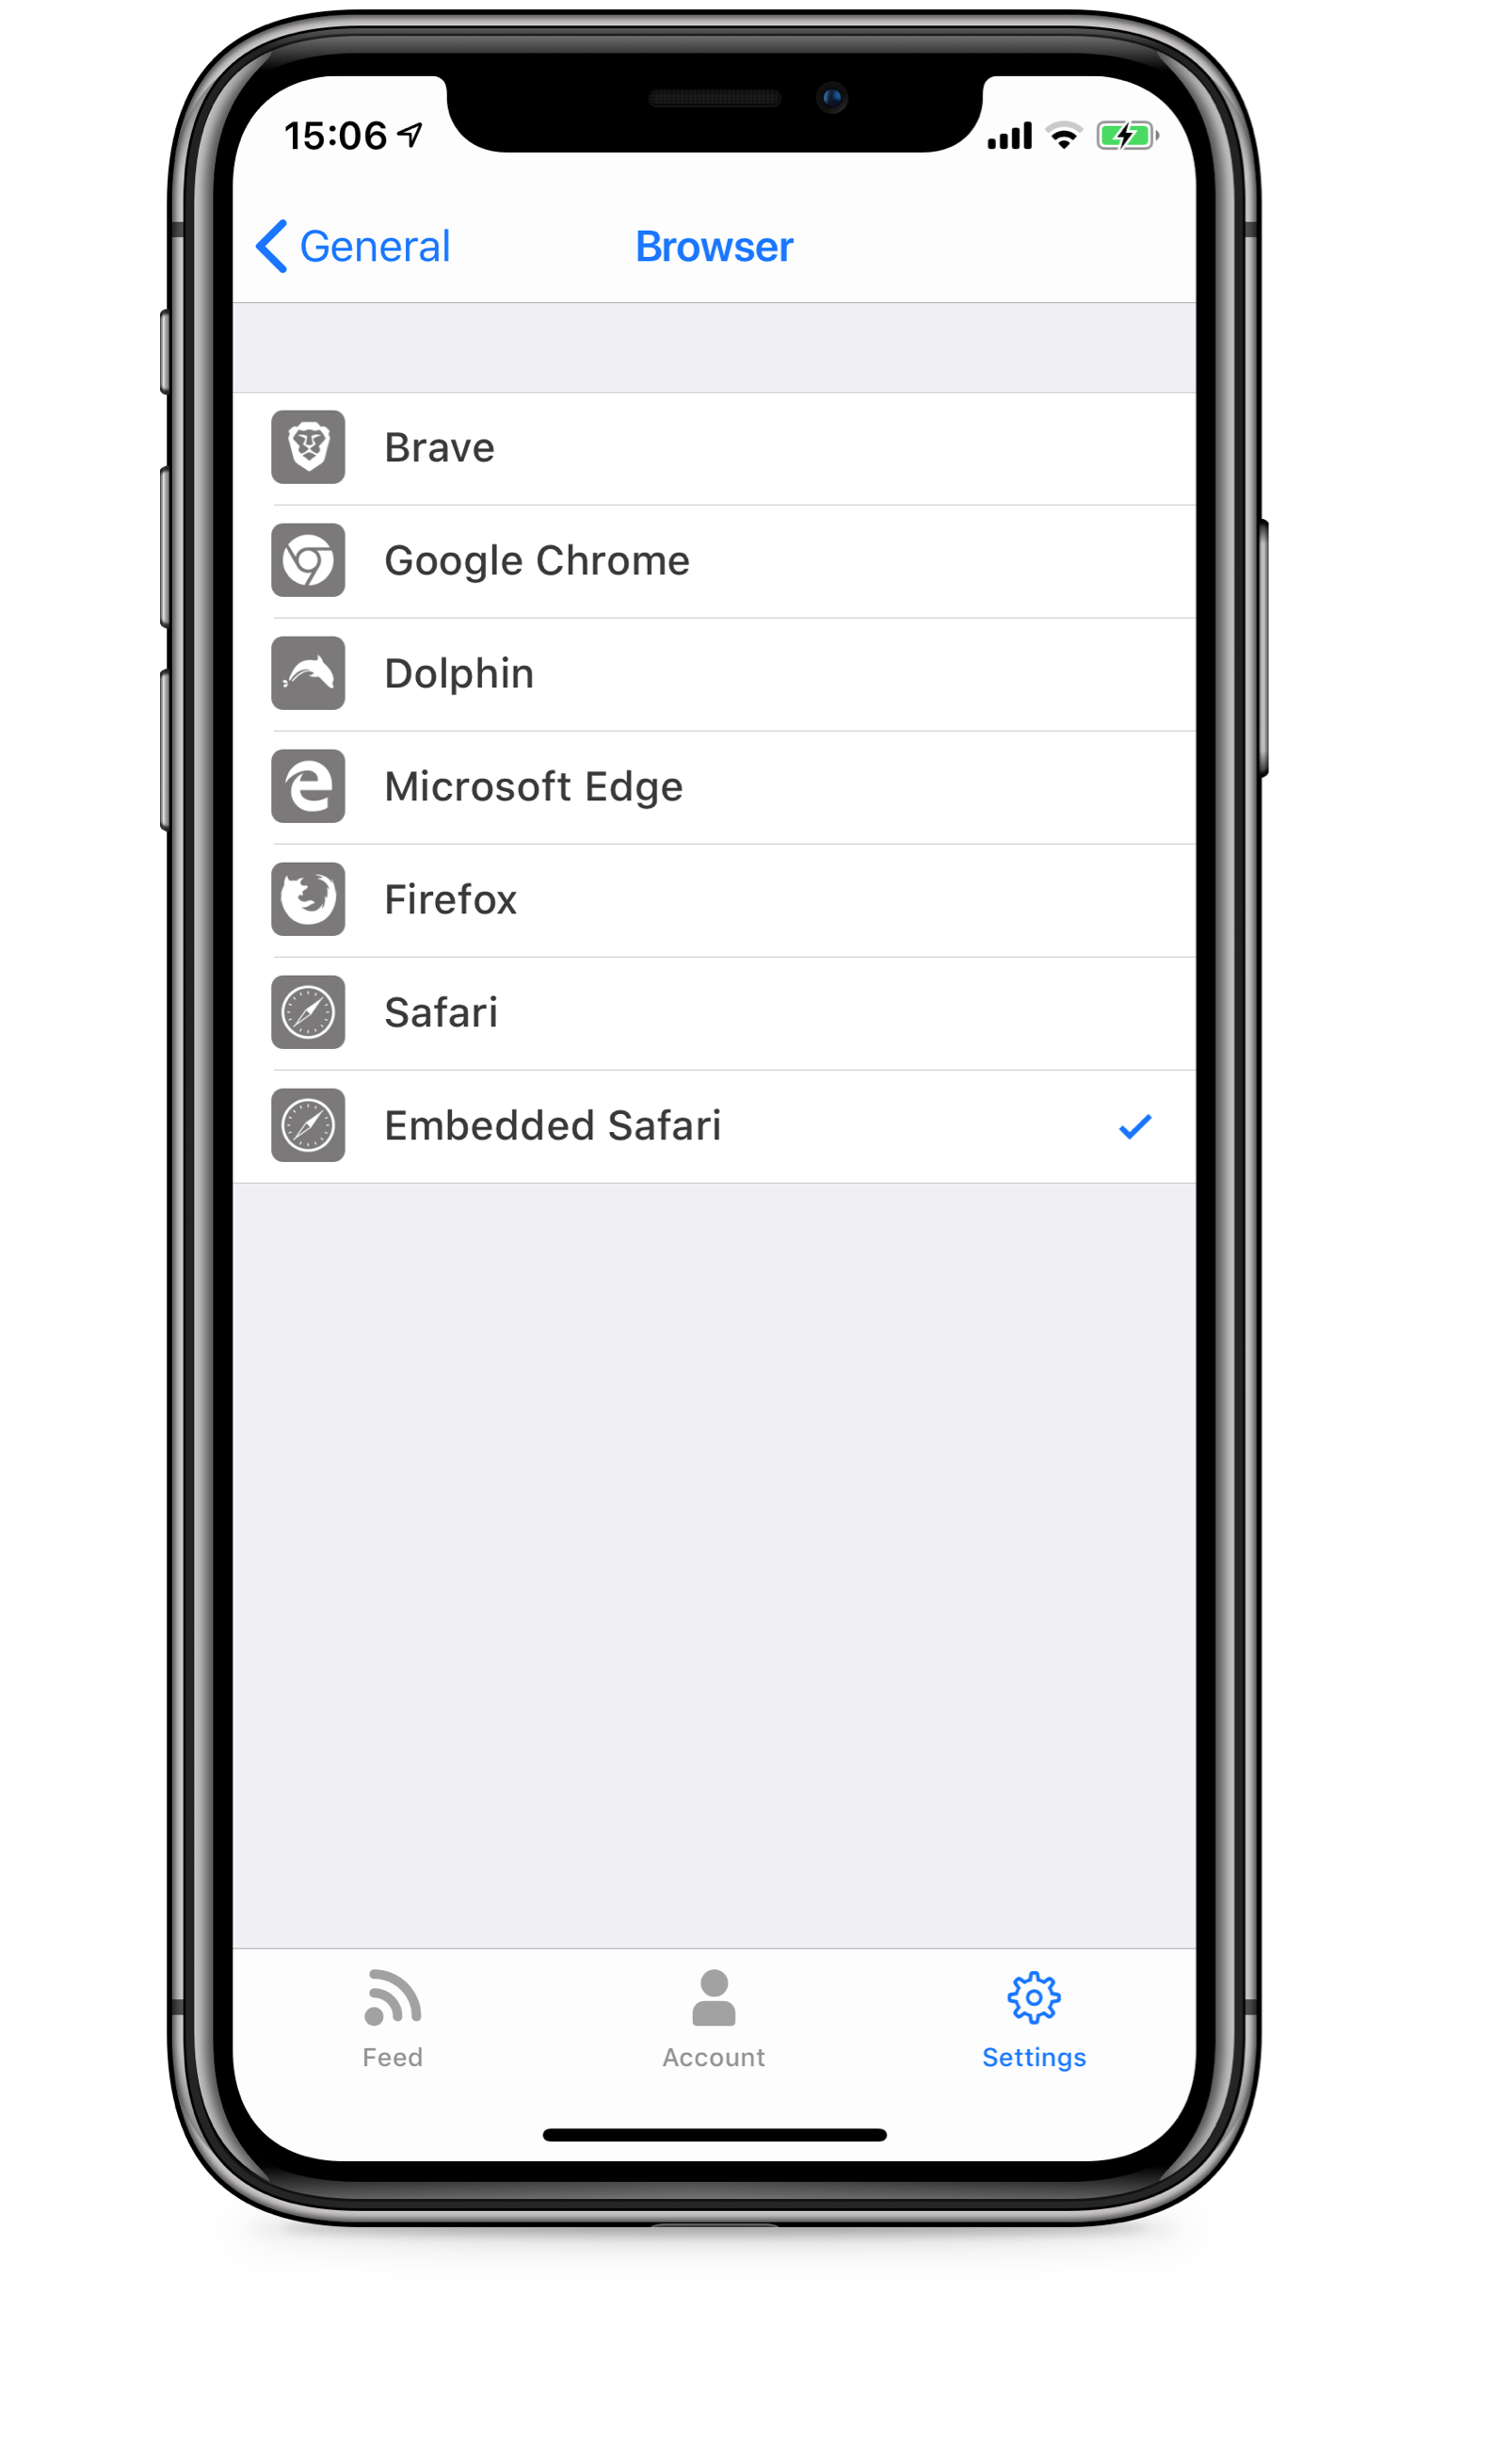 15:06
General
Browser
Brave
Google Chrome
Dolphin
Microsoft Edge
Firefox
Safari
Embedded Safari
Feed
Account
Settings